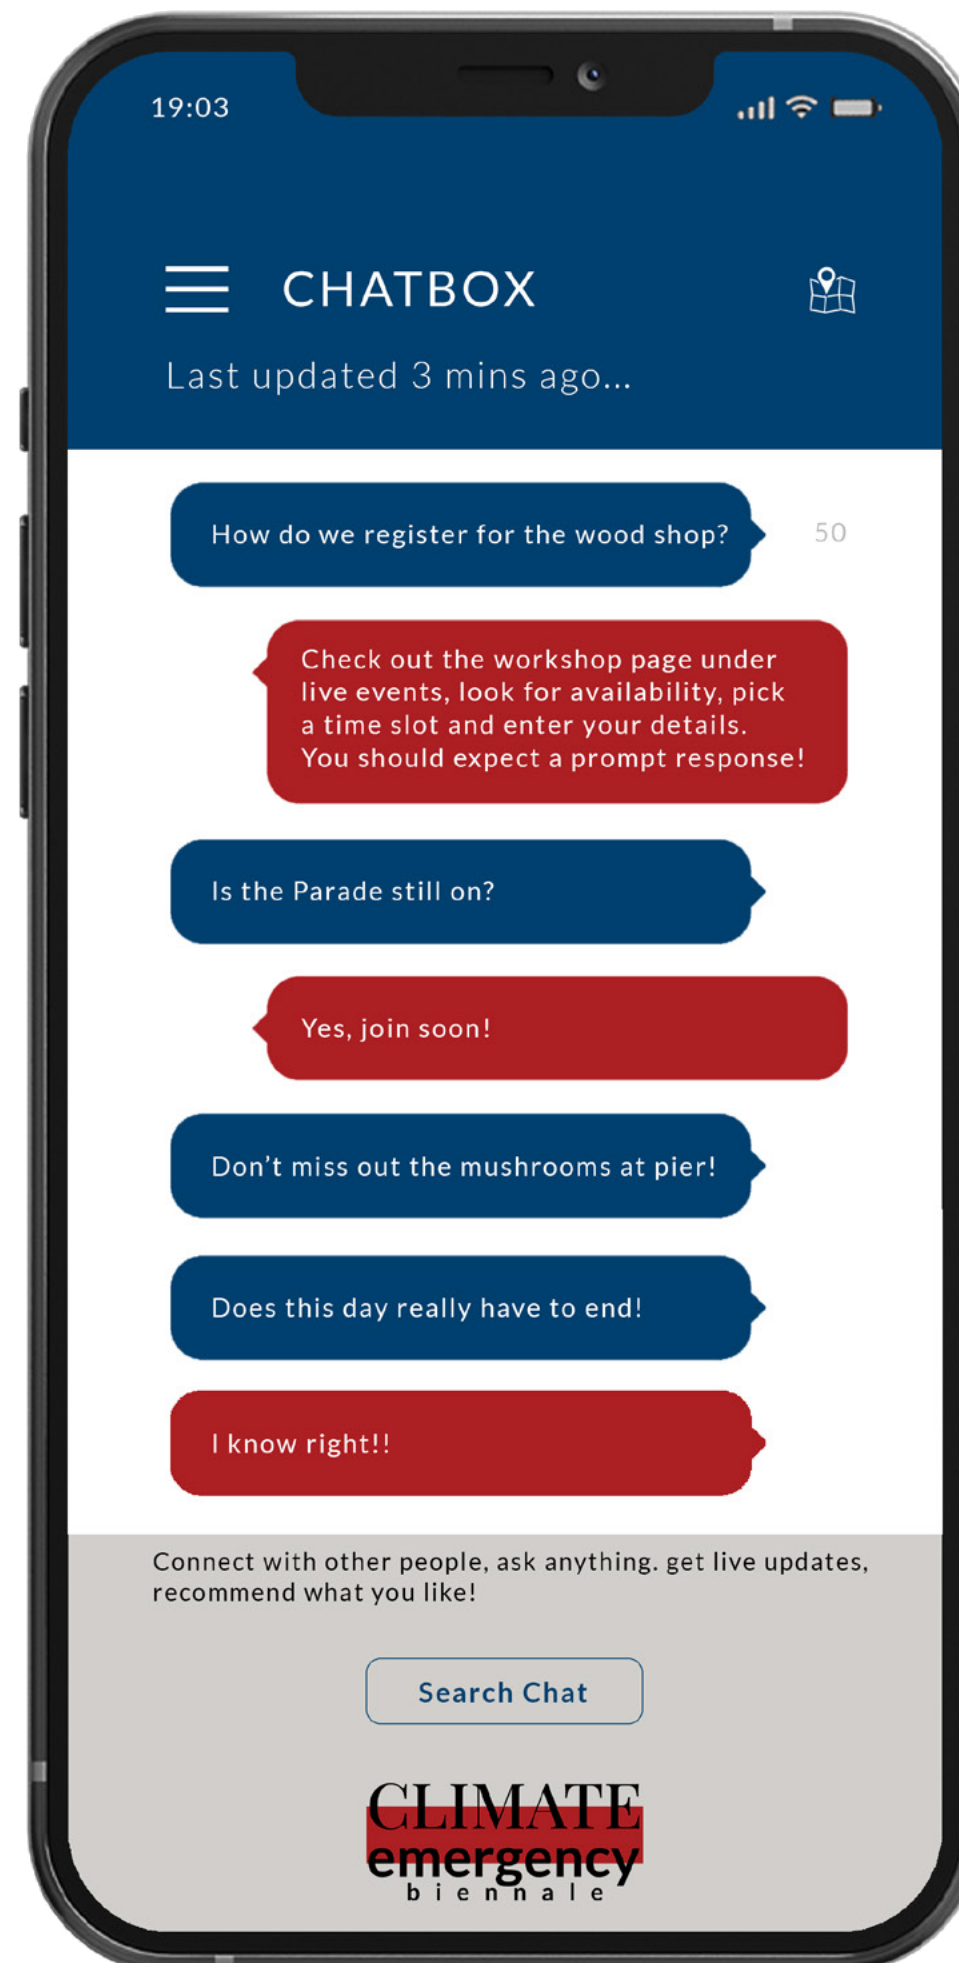 19:03
CHATBOX
Last updated 3 mins ago...
How do we register for the wood shop?
50
Check out the workshop page under
live events, look for availability, pick
a time slot and enter your details.
You should expect a prompt response!
Is the Parade still on?
Yes, join soon!
Don’t miss out the mushrooms at pier!
Does this day really have to end!
I know right!!
Connect with other people, ask anything. get live updates,
recommend what you like!
Search Chat
CLIMATE
emergency
biennale